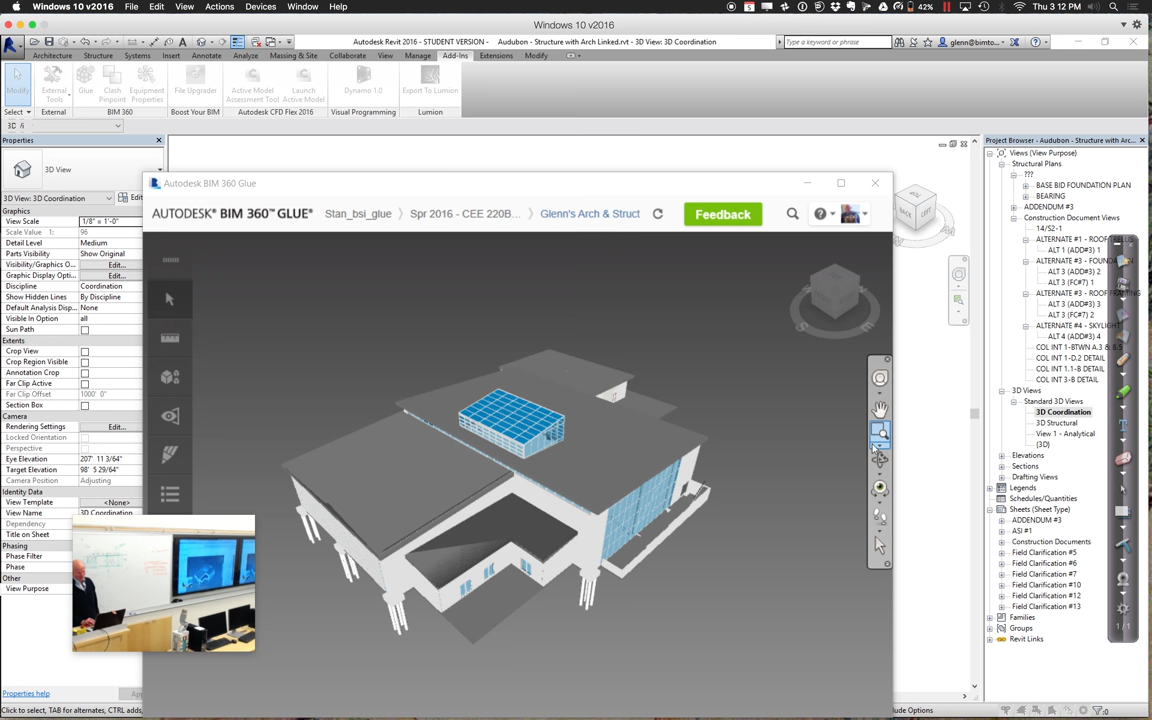 Windows 10 v2016 File Edit View Actions Devices Window Help
42% Thu 3 12 PM
Windows 10 v2016
Autodesk Revit 2016 - STUDENT VERSION - Audubon - Structure with Arch Linked.rvt - 3D View: 3D Coordination
Type a keyword or phrase
glenn@bimto...
Architecture Structure Systems Insert Annotate Analyze Massing & Site Collaborate View Manage Add-Ins Extensions Modify
Modify
External Tools
Glue
Clash Pinpoint
Equipment Properties
File Upgrader
Active Model Assessment Tool
Launch Active Model
Dynamo 1.0
Export To Lumion
Select External BIM 360 Boost Your BIM Autodesk CFD Flex 2016 Visual Programming Lumion
Properties
3D View
3D View: 3D Coordination
Edit
Graphics
View Scale 1/8" = 1'-0"
Scale Value 1: 96
Detail Level Medium
Parts Visibility Show Original
Visibility/Graphics O... Edit...
Graphic Display Opti... Edit...
Discipline Coordination
Show Hidden Lines By Discipline
Default Analysis Disp... None
Visible In Option all
Sun Path
Extents
Crop View
Crop Region Visible
Annotation Crop
Far Clip Active
Far Clip Offset 1000' 0"
Section Box
Camera
Rendering Settings Edit...
Locked Orientation
Perspective
Eye Elevation 207' 11 3/64"
Target Elevation 98' 5 29/64"
Camera Position Adjusting
Identity Data
View Template <None>
View Name 3D Coordination
Dependency
Title on Sheet
Phasing
Phase Filter
Phase
Other
View Purpose
Properties help
Click to select, TAB for alternates, CTRL adds,
Autodesk BIM 360 Glue
AUTODESK® BIM 360™ GLUE®
Stan_bsi_glue
Spr 2016 - CEE 220B...
Glenn's Arch & Struct
Feedback
BACK
LEFT
S
E
Project Browser - Audubon - Structure with Arc...
Views (View Purpose)
Structural Plans
???
BASE BID FOUNDATION PLAN
BEARING
ADDENDUM #3
Construction Document Views
14/S2-1
ALTERNATE #1 - ROOF
ALT 1 (ADD#3) 1
ALTERNATE #3 - FOUN
ALT 3 (ADD#3) 2
ALT 3 (FC#7) 1
ALTERNATE #3 - ROOF FRAMING
ALT 3 (ADD#3) 3
ALT 3 (FC#7) 2
ALTERNATE #4 - SKYLIGHT
ALT 4 (ADD#3) 4
COL INT 1-BTWN A.3 & 8.5
COL INT 1-D.2 DETAIL
COL INT 1.1-B DETAIL
COL INT 3-B DETAIL
3D Views
Standard 3D Views
3D Coordination
3D Structural
View 1 - Analytical
(3D)
Elevations
Sections
Drafting Views
Legends
Schedules/Quantities
Sheets (Sheet Type)
ADDENDUM #3
ASI #1
Construction Documents
Field Clarification #5
Field Clarification #6
Field Clarification #7
Field Clarification #10
Field Clarification #12
Field Clarification #13
Families
Groups
Revit Links
1 / 1
ude Options
:0